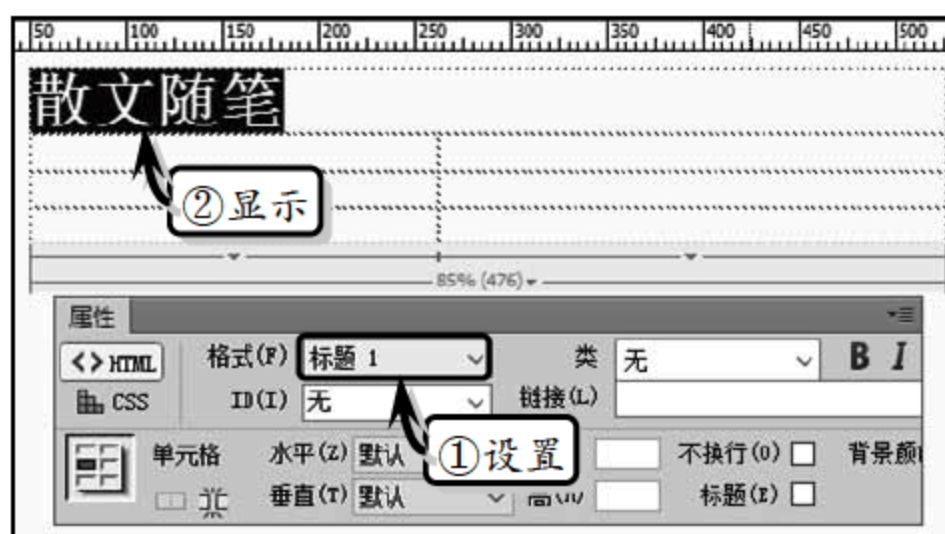 50 100 150 200 250 300 350 400 450 500
散文随笔
②显示
85% (476)
属性
<> HTML 格式(F) 标题 1 类 无 B I
CSS ID(I) 无 链接(L)
①设置
单元格 水平(Z) 默认 不换行(O) 背景颜
垂直(T) 默认 标题(E)